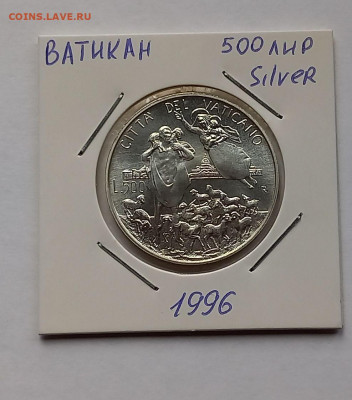 COINS.LAVE.RU
ВАТИКАН 500 лир
Silver
CITTA' DEL VATICANO
L.500
R
1996